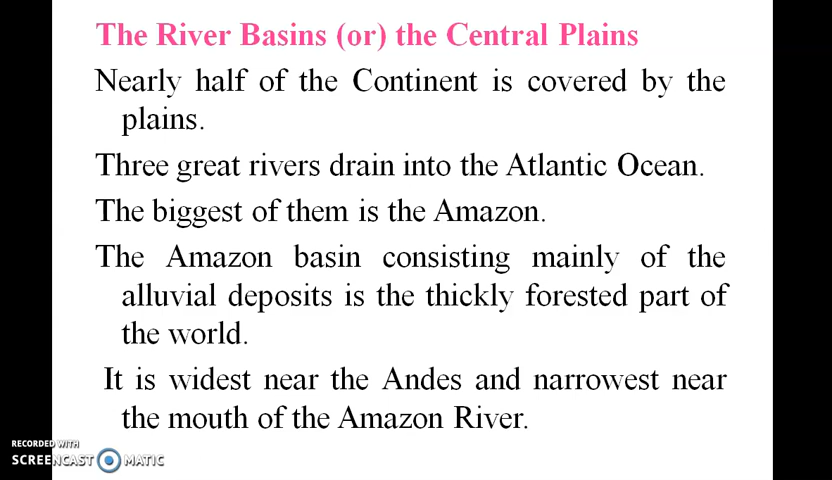 The River Basins (or) the Central Plains
Nearly half of the Continent is covered by the
plains.
Three great rivers drain into the Atlantic Ocean.
The biggest of them is the Amazon.
The Amazon basin consisting mainly of the
alluvial deposits is the thickly forested part of
the world.
It is widest near the Andes and narrowest near
the mouth of the Amazon River.
RECORDED WITH
SCREENCAST MATIC